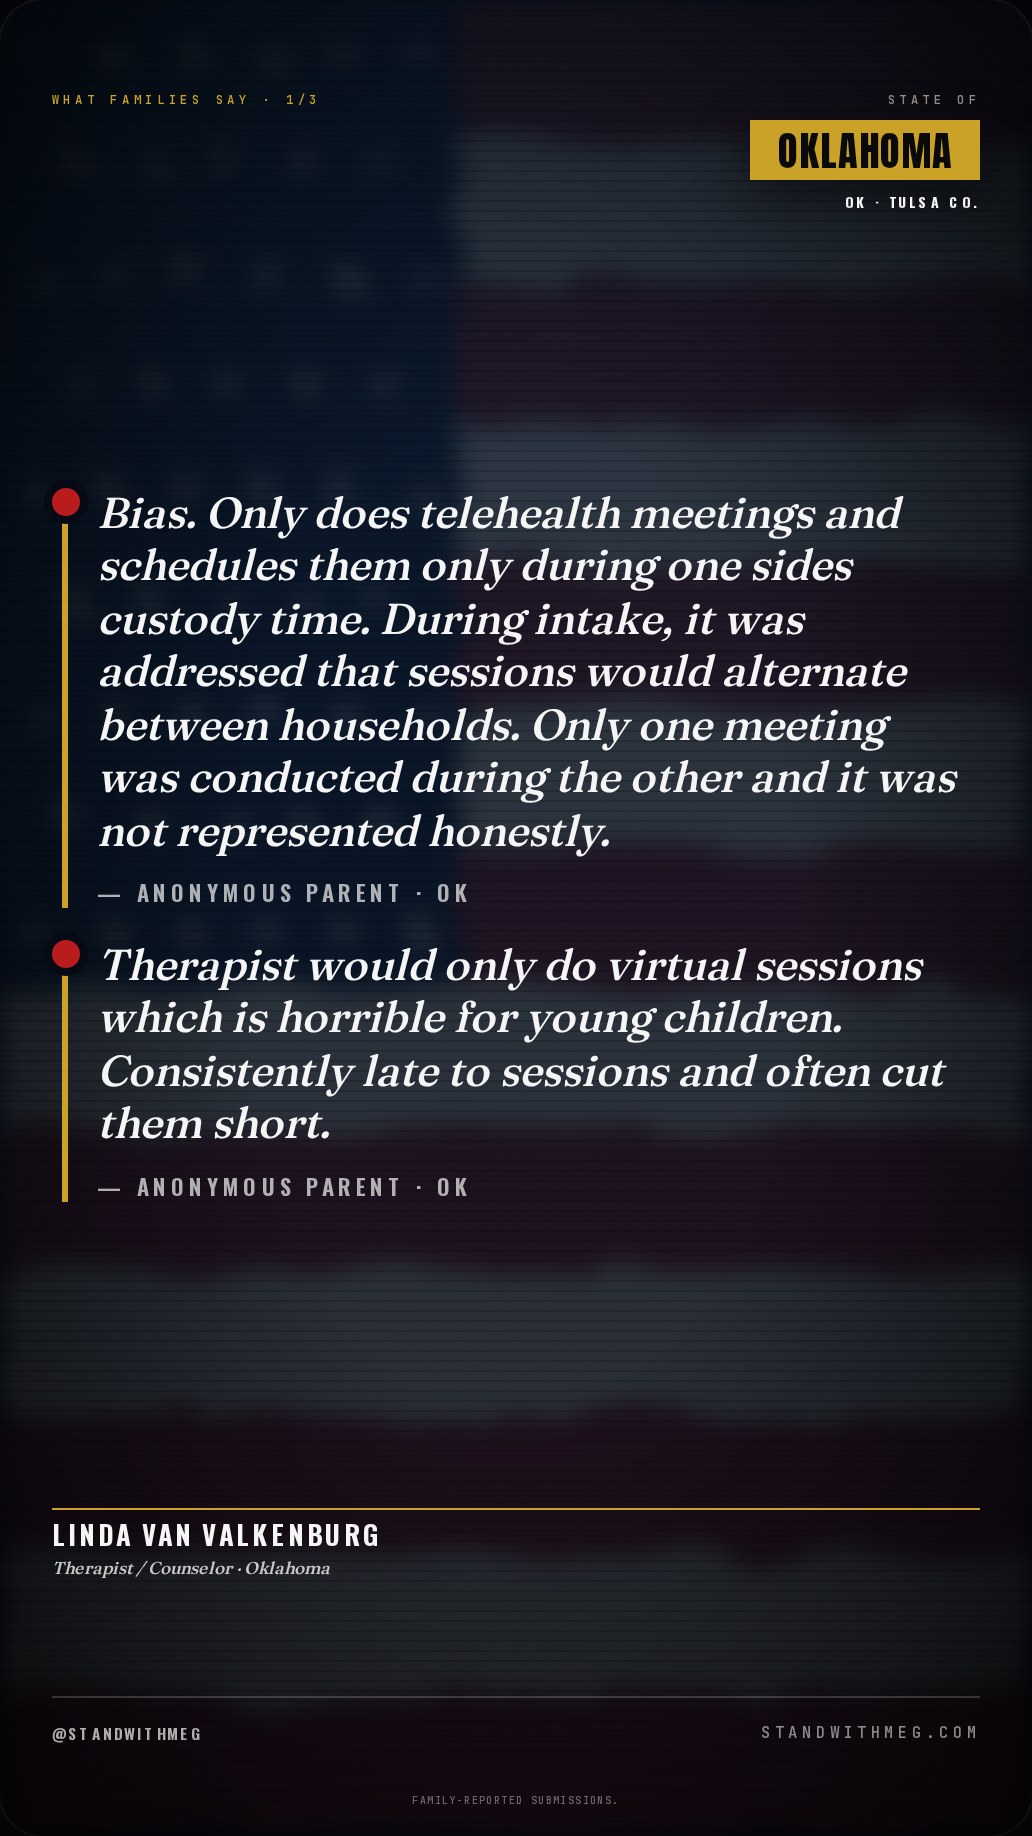 WHAT FAMILIES SAY · 1/3
STATE OF
OKLAHOMA
OK · TULSA CO.
Bias. Only does telehealth meetings and
schedules them only during one sides
custody time. During intake, it was
addressed that sessions would alternate
between households. Only one meeting
was conducted during the other and it was
not represented honestly.
— ANONYMOUS PARENT · OK
Therapist would only do virtual sessions
which is horrible for young children.
Consistently late to sessions and often cut
them short.
— ANONYMOUS PARENT · OK
LINDA VAN VALKENBURG
Therapist / Counselor · Oklahoma
@STANDWITHMEG
STANDWITHMEG.COM
FAMILY-REPORTED SUBMISSIONS.